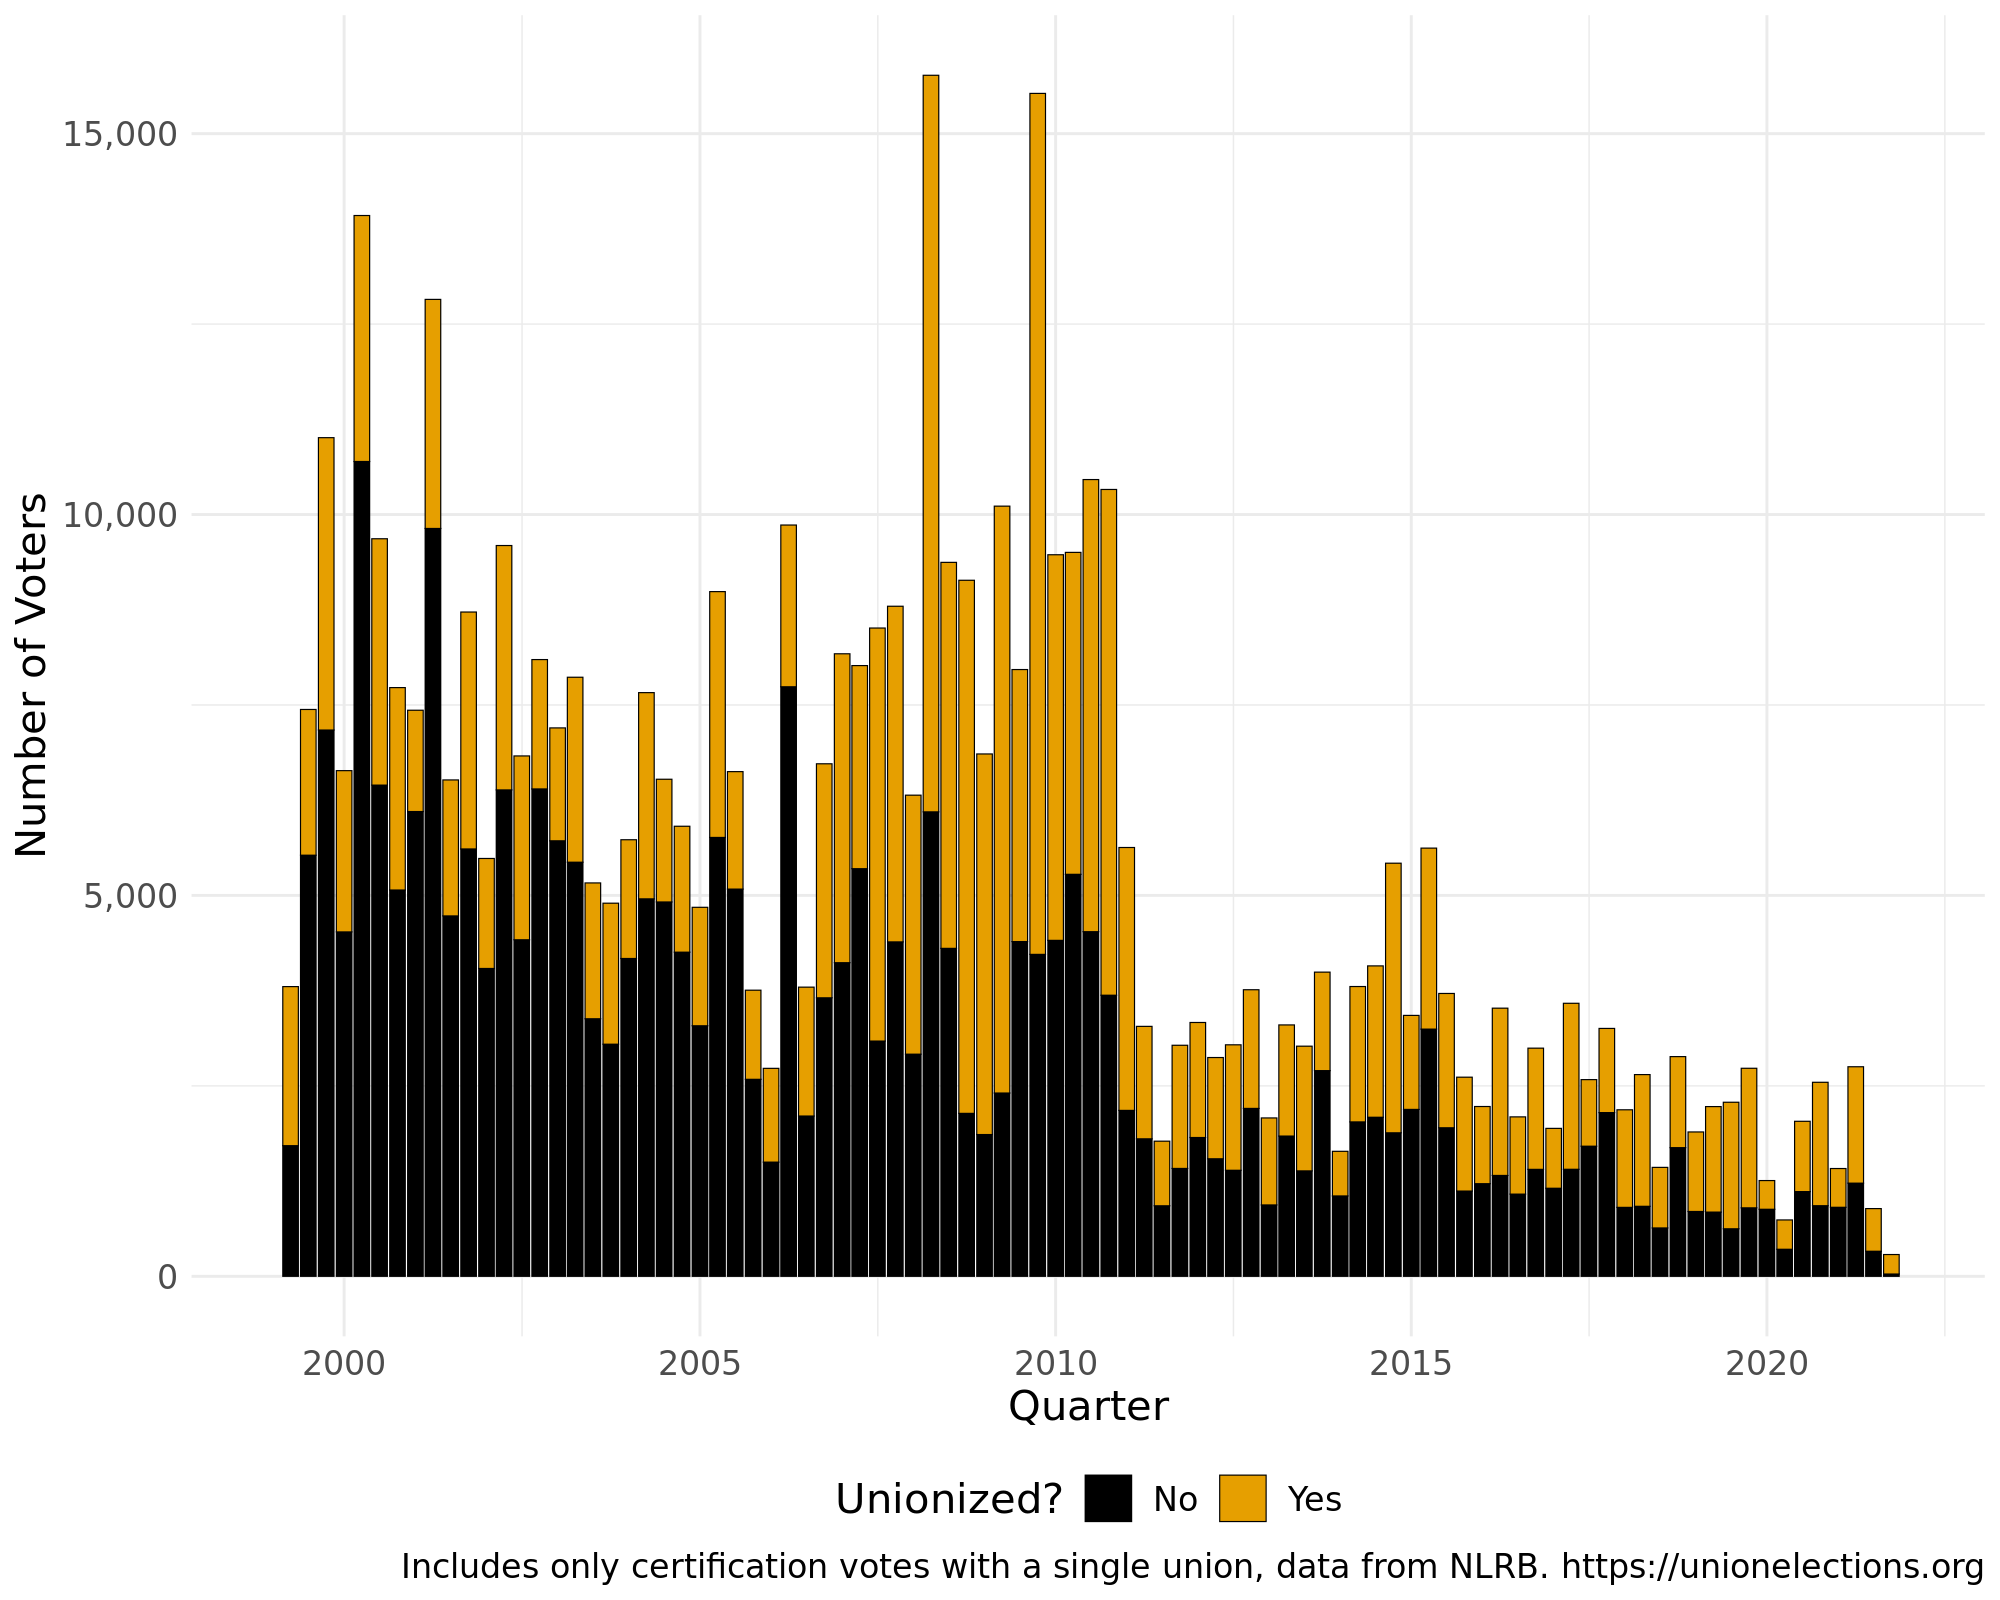 15,000
10,000
5,000
0
Number of Voters
2000 2005 2010 2015 2020
Quarter
Unionized? No Yes
Includes only certification votes with a single union, data from NLRB. https://unionelections.org